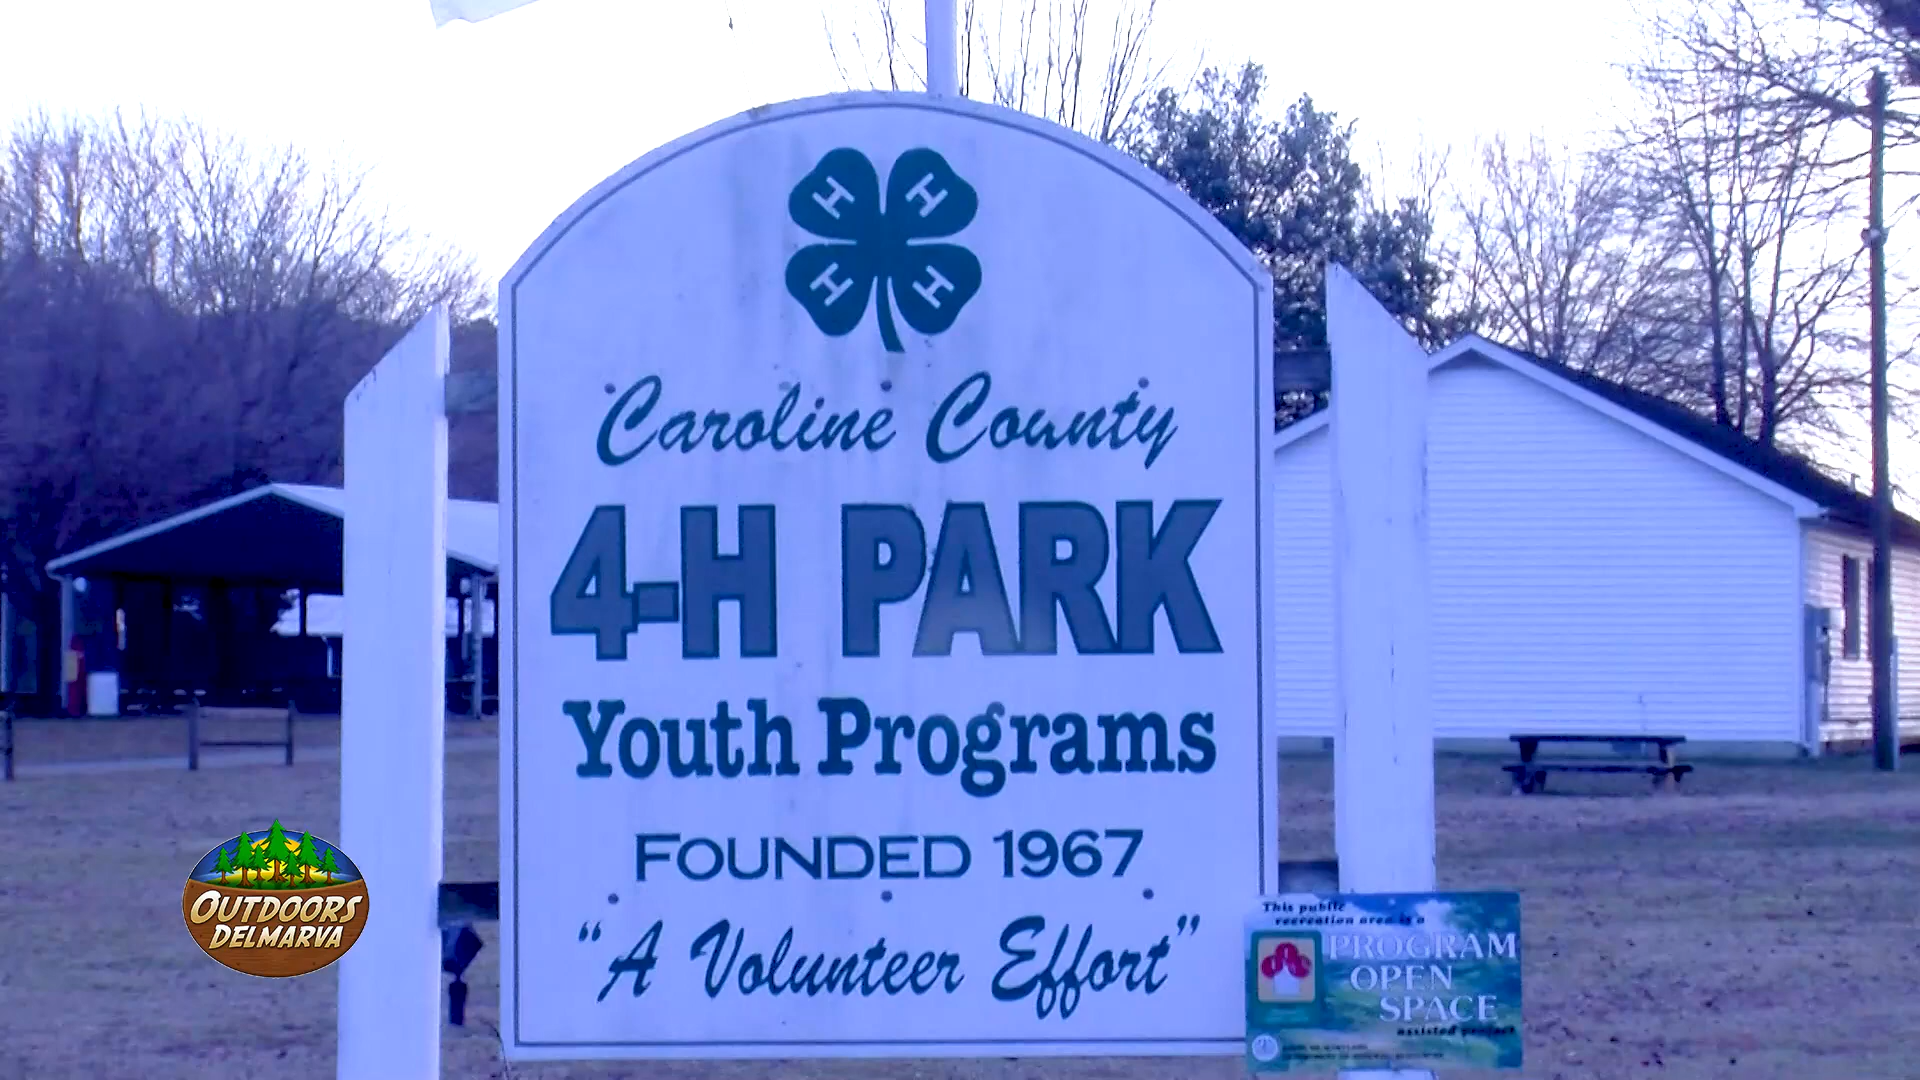 H H
H H
Caroline County
4-H PARK
Youth Programs
FOUNDED 1967
"A Volunteer Effort"
OUTDOORS
DELMARVA
This public
recreation area is a
PROGRAM
OPEN
SPACE
assisted project